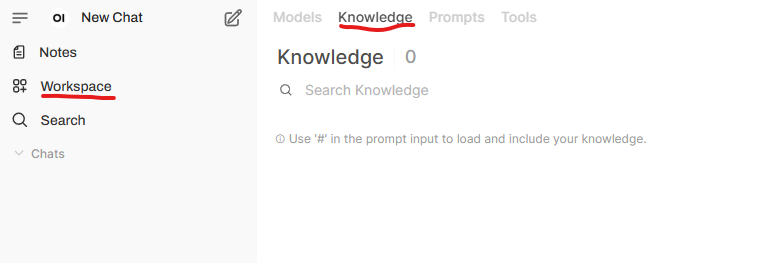 OI New Chat
Notes
Workspace
Search
Chats
Models Knowledge Prompts Tools
Knowledge 0
Search Knowledge
Use '#' in the prompt input to load and include your knowledge.